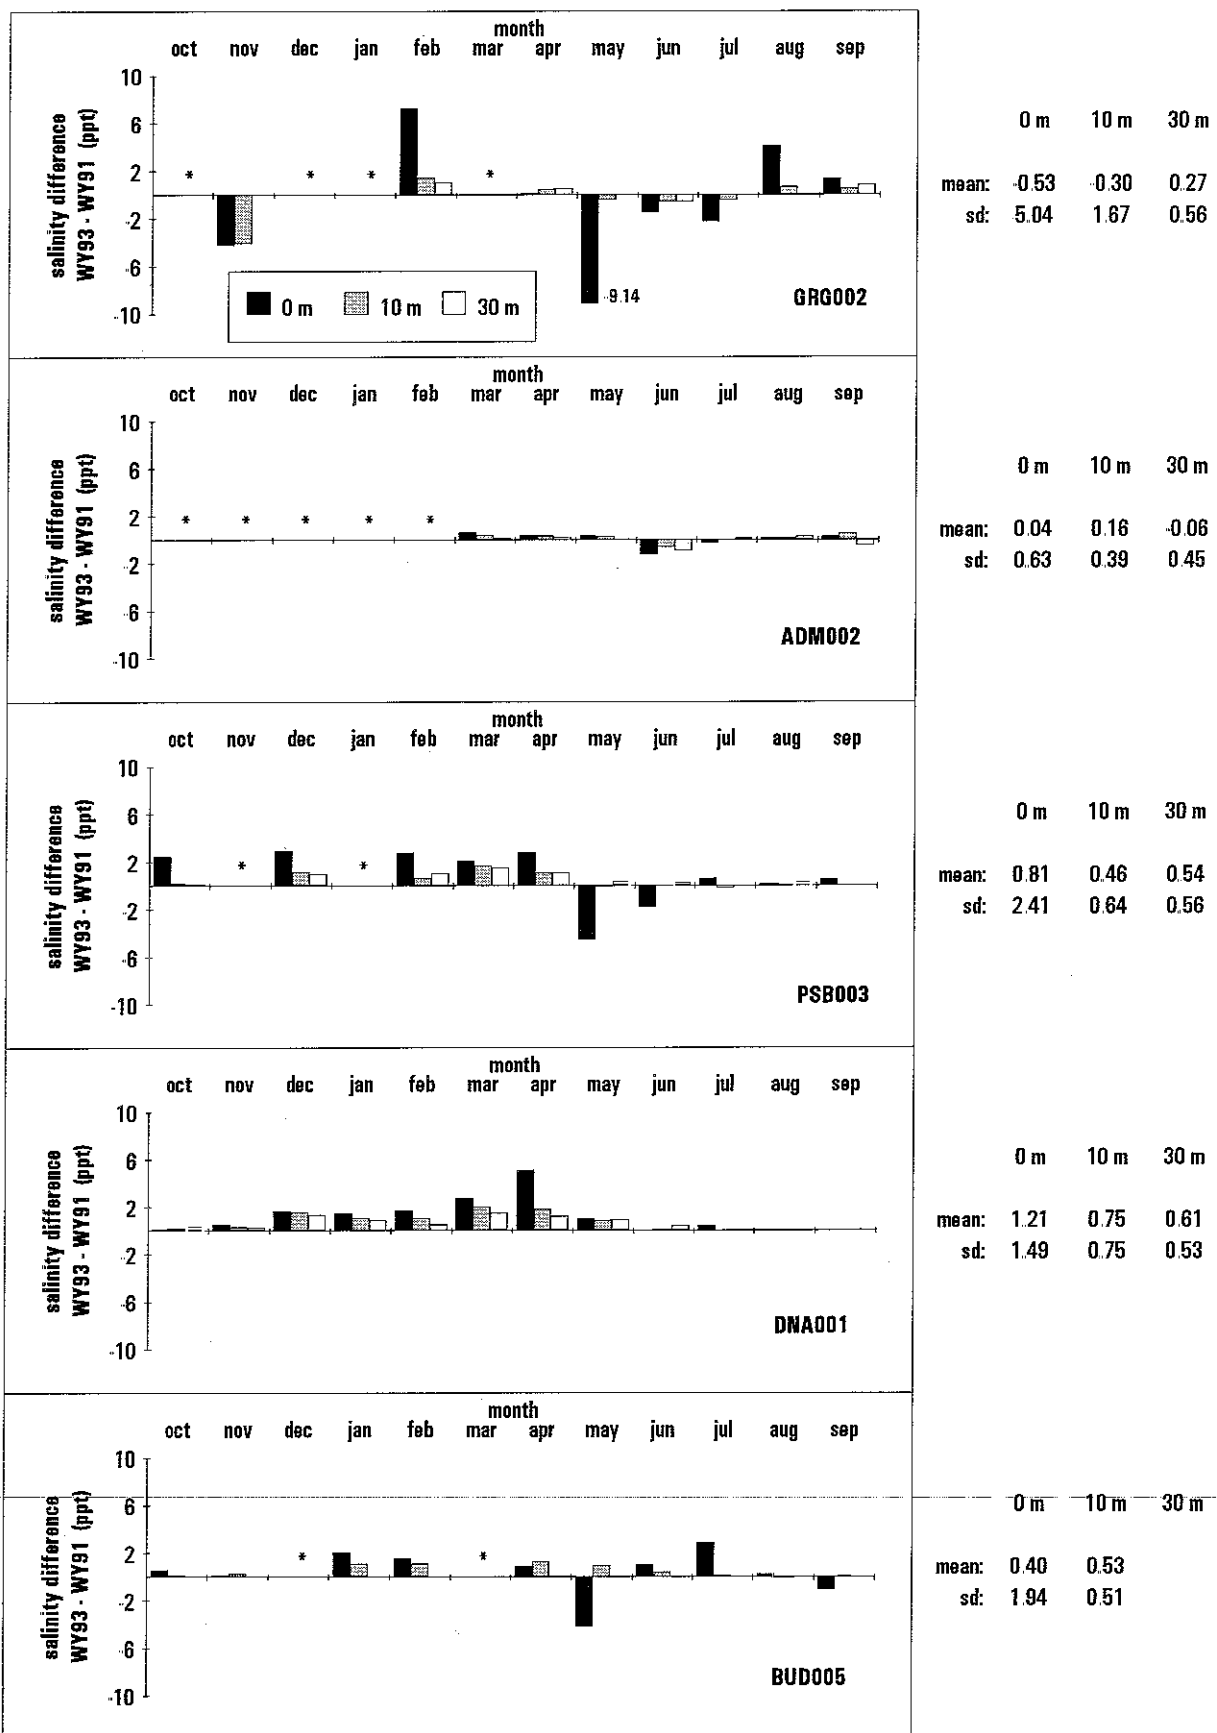 month
oct nov dec jan feb mar apr may jun jul aug sep
10
6
2
-2
-6
-10
salinity difference
WY93 - WY91 (ppt)
* * * *
-9.14
0 m 10 m 30 m
GRG002
0 m 10 m 30 m
mean: -0.53 -0.30 0.27
sd: 5.04 1.67 0.56
month
oct nov dec jan feb mar apr may jun jul aug sep
10
6
2
-2
-6
-10
salinity difference
WY93 - WY91 (ppt)
* * * * *
ADM002
0 m 10 m 30 m
mean: 0.04 0.16 -0.06
sd: 0.63 0.39 0.45
month
oct nov dec jan feb mar apr may jun jul aug sep
10
6
2
-2
-6
-10
salinity difference
WY93 - WY91 (ppt)
* *
PSB003
0 m 10 m 30 m
mean: 0.81 0.46 0.54
sd: 2.41 0.64 0.56
month
oct nov dec jan feb mar apr may jun jul aug sep
10
6
2
-2
-6
-10
salinity difference
WY93 - WY91 (ppt)
DNA001
0 m 10 m 30 m
mean: 1.21 0.75 0.61
sd: 1.49 0.75 0.53
month
oct nov dec jan feb mar apr may jun jul aug sep
10
6
2
-2
-6
-10
salinity difference
WY93 - WY91 (ppt)
* *
BUD005
0 m 10 m 30 m
mean: 0.40 0.53
sd: 1.94 0.51